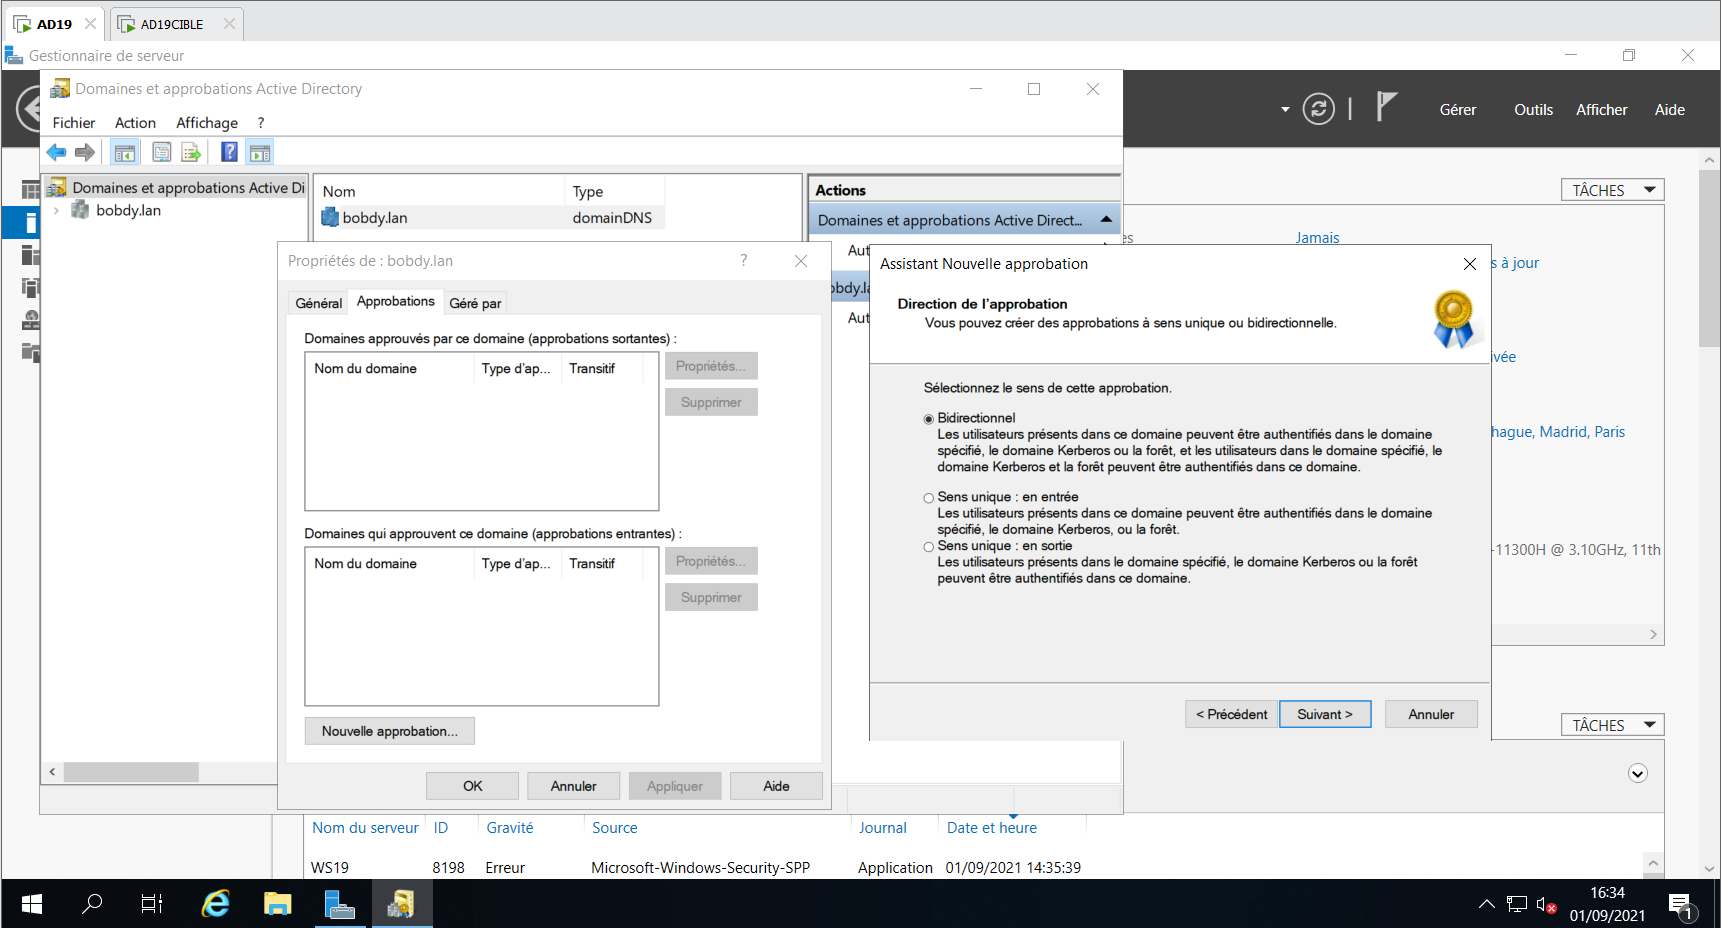 AD19
AD19CIBLE
Gestionnaire de serveur
Domaines et approbations Active Directory
Fichier Action Affichage ?
Gérer Outils Afficher Aide
Domaines et approbations Active Di
bobdy.lan
Nom Type
bobdy.lan domainDNS
Actions
Domaines et approbations Active Direct...
Aut
obdy.la
Aut
TÂCHES
es Jamais
s à jour
ivée
hague, Madrid, Paris
-11300H @ 3.10GHz, 11th
Propriétés de : bobdy.lan
?
Général Approbations Géré par
Domaines approuvés par ce domaine (approbations sortantes) :
Nom du domaine Type d'ap... Transitif
Propriétés...
Supprimer
Domaines qui approuvent ce domaine (approbations entrantes) :
Nom du domaine Type d'ap... Transitif
Propriétés...
Supprimer
Nouvelle approbation...
OK Annuler Appliquer Aide
Assistant Nouvelle approbation
Direction de l'approbation
Vous pouvez créer des approbations à sens unique ou bidirectionnelle.
Sélectionnez le sens de cette approbation.
Bidirectionnel
Les utilisateurs présents dans ce domaine peuvent être authentifiés dans le domaine
spécifié, le domaine Kerberos ou la forêt, et les utilisateurs dans le domaine spécifié, le
domaine Kerberos et la forêt peuvent être authentifiés dans ce domaine.
Sens unique : en entrée
Les utilisateurs présents dans ce domaine peuvent être authentifiés dans le domaine
spécifié, le domaine Kerberos, ou la forêt.
Sens unique : en sortie
Les utilisateurs présents dans le domaine spécifié, le domaine Kerberos ou la forêt
peuvent être authentifiés dans ce domaine.
< Précédent Suivant > Annuler
TÂCHES
Nom du serveur ID Gravité Source Journal Date et heure
WS19 8198 Erreur Microsoft-Windows-Security-SPP Application 01/09/2021 14:35:39
16:34
01/09/2021
1